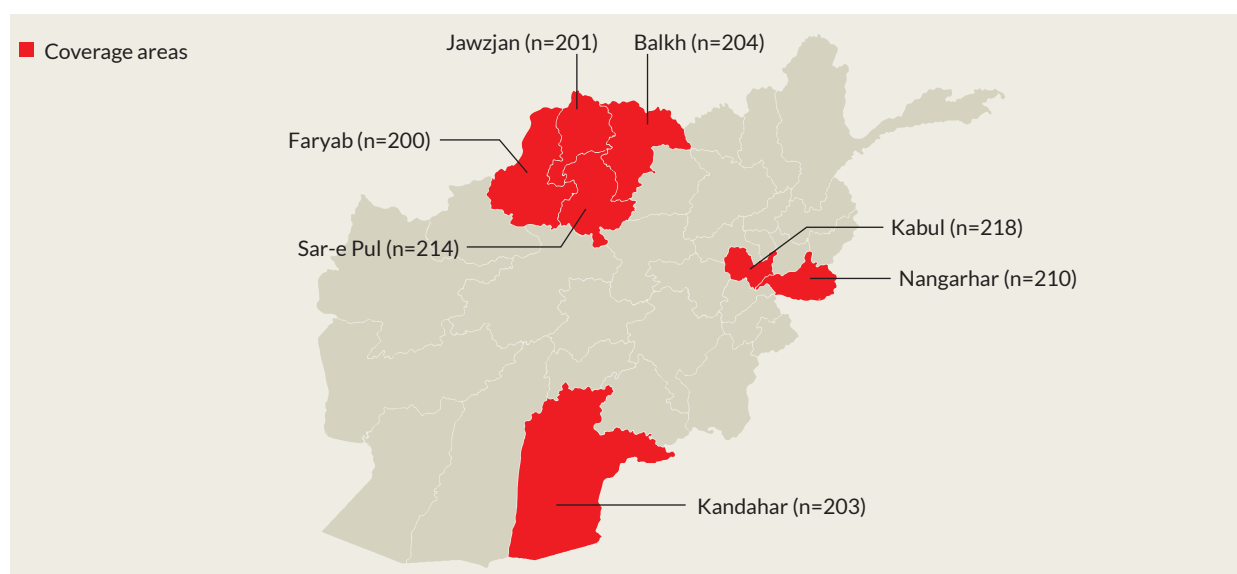 Coverage areas
Jawzjan (n=201)
Balkh (n=204)
Faryab (n=200)
Sar-e Pul (n=214)
Kabul (n=218)
Nangarhar (n=210)
Kandahar (n=203)